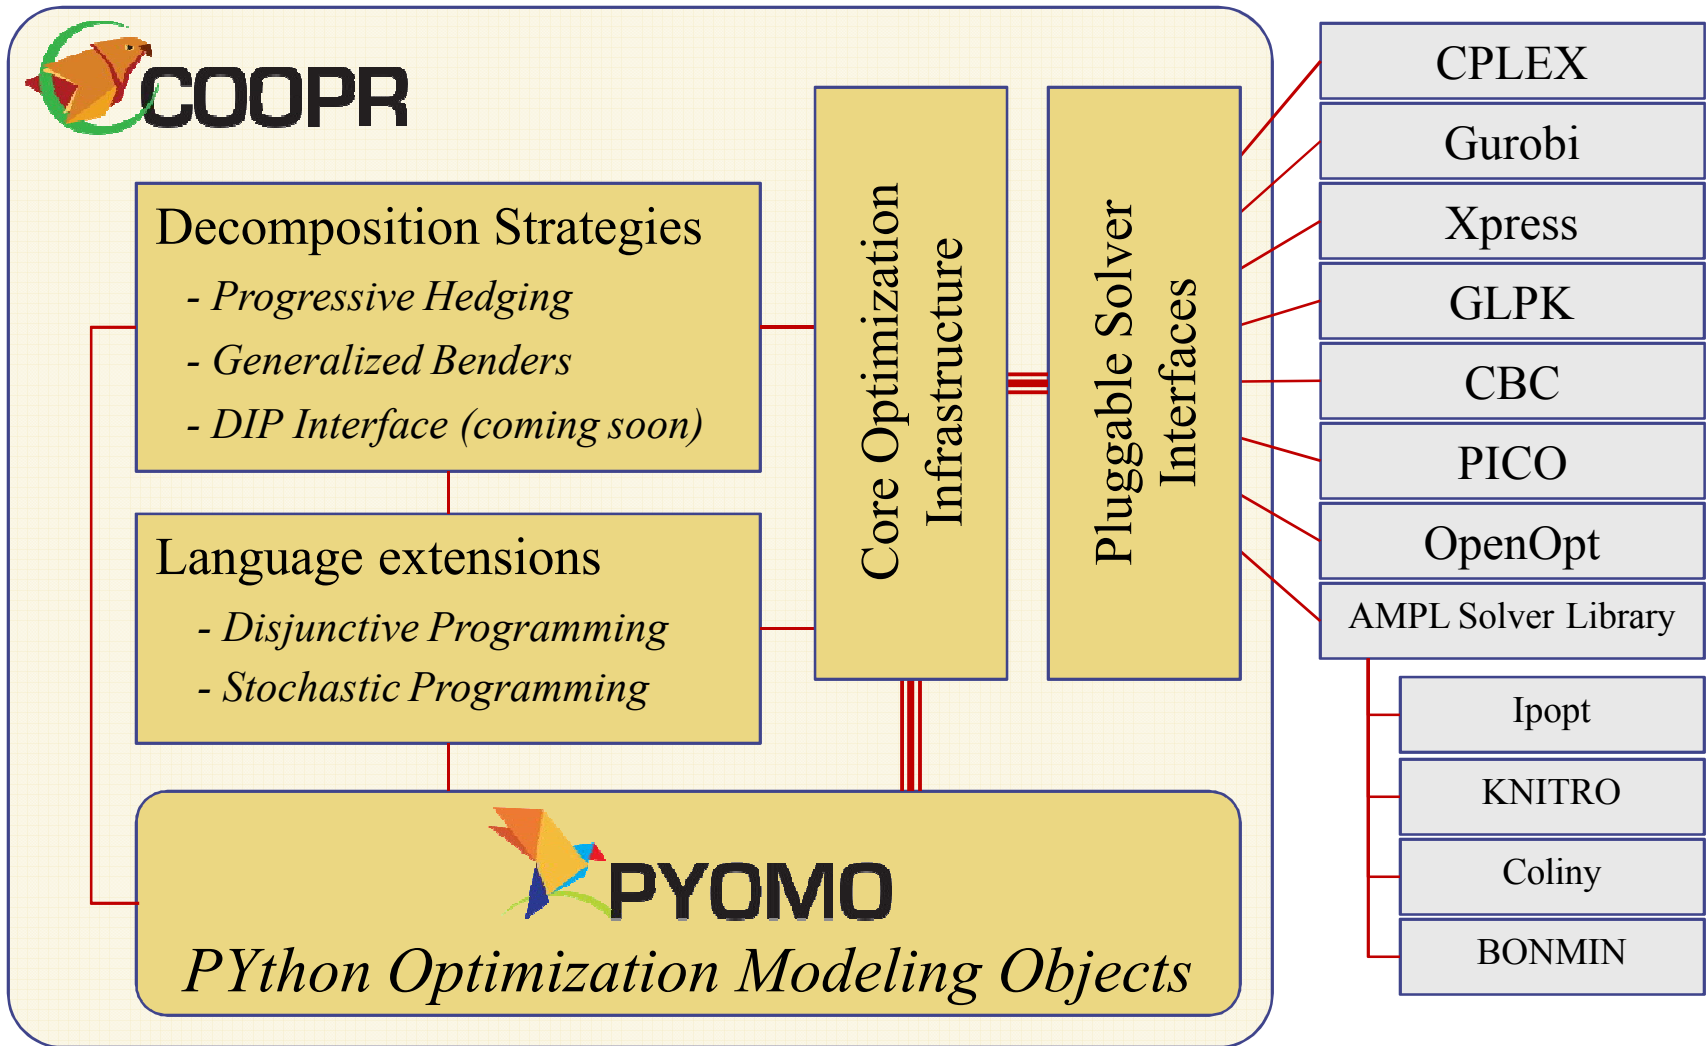 COOPR
Decomposition Strategies
- Progressive Hedging
- Generalized Benders
- DIP Interface (coming soon)
Language extensions
- Disjunctive Programming
- Stochastic Programming
Core Optimization
Infrastructure
Pluggable Solver
Interfaces
PYOMO
PYthon Optimization Modeling Objects
CPLEX
Gurobi
Xpress
GLPK
CBC
PICO
OpenOpt
AMPL Solver Library
Ipopt
KNITRO
Coliny
BONMIN